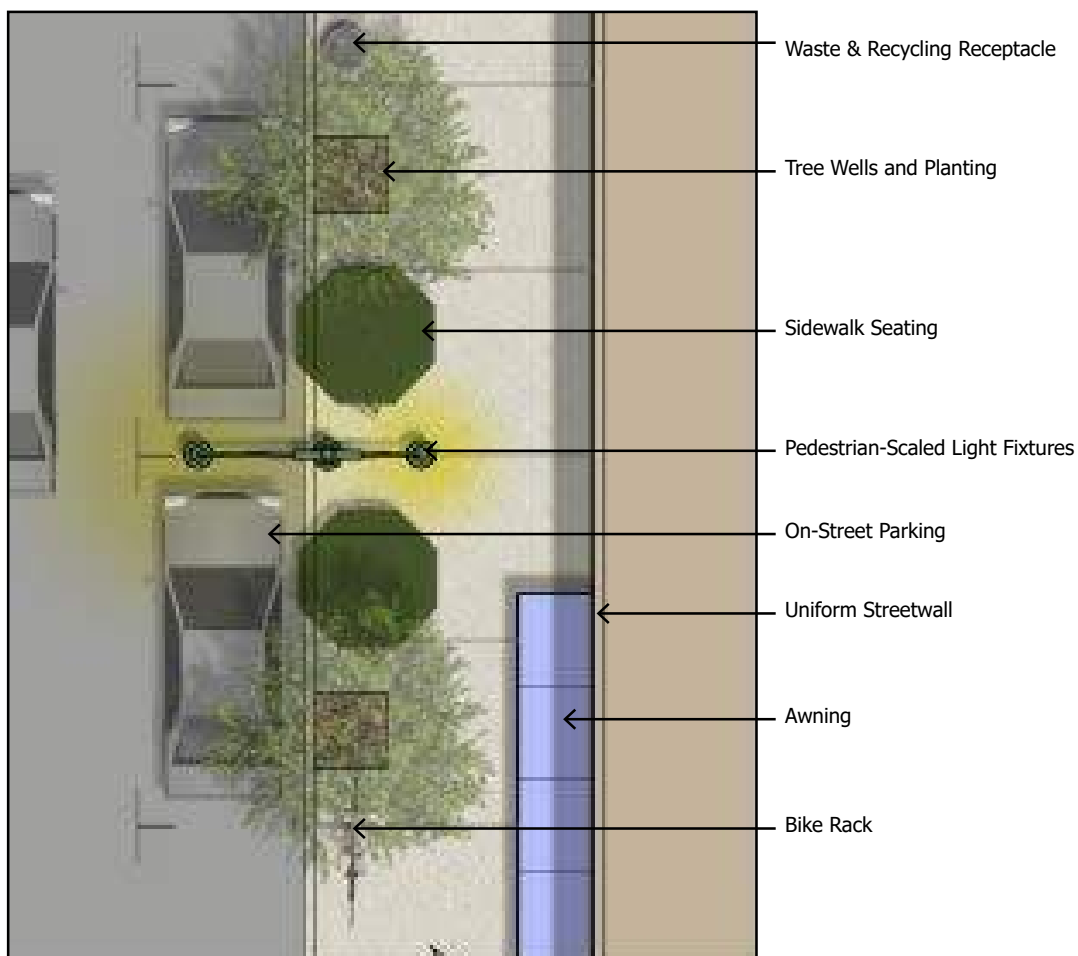 Waste & Recycling Receptacle
Tree Wells and Planting
Sidewalk Seating
Pedestrian-Scaled Light Fixtures
On-Street Parking
Uniform Streetwall
Awning
Bike Rack